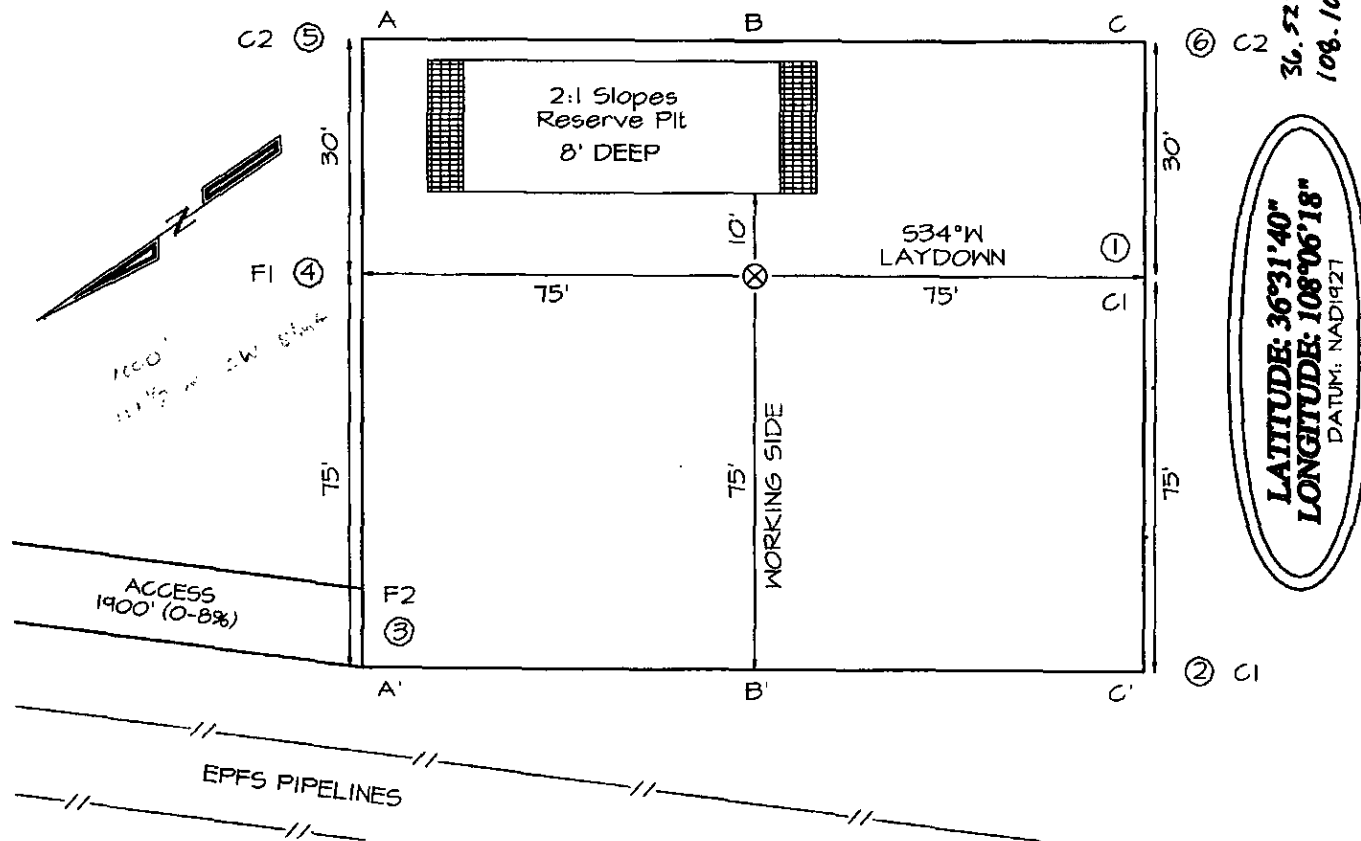 A
B
C
C2 ⑤
⑥ C2
36.52
2:1 Slopes
Reserve Pit
8' DEEP
30'
30'
N
10'
S34°W
LAYDOWN
①
F1 ④
75'
75'
C1
LATITUDE: 36°31'40"
LONGITUDE: 108°06'18"
DATUM: NAD1927
75'
75'
WORKING SIDE
75'
ACCESS
1900' (0-8%)
F2
③
A'
B'
C'
② C1
EPFS PIPELINES